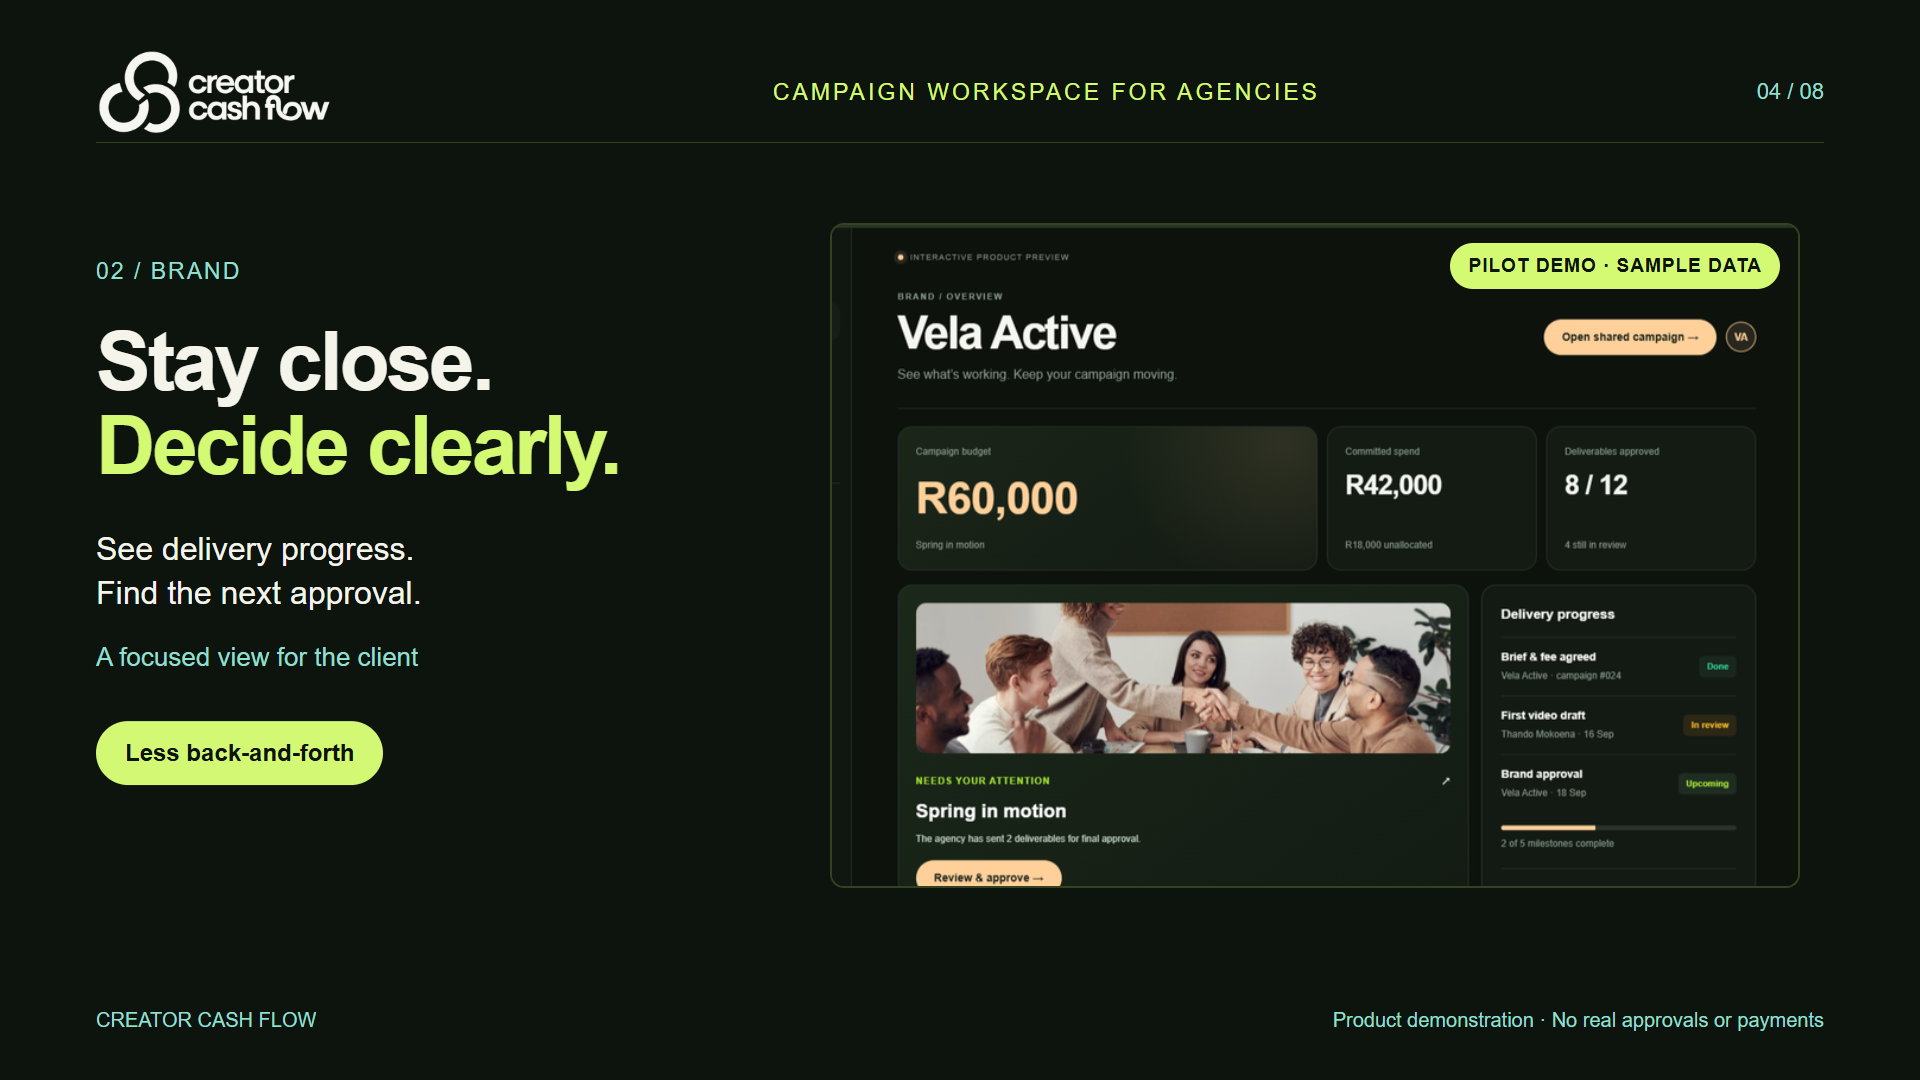 creator
cash flow
CAMPAIGN WORKSPACE FOR AGENCIES
04 / 08
02 / BRAND
Stay close.
Decide clearly.
See delivery progress.
Find the next approval.
A focused view for the client
Less back-and-forth
INTERACTIVE PRODUCT PREVIEW
PILOT DEMO · SAMPLE DATA
BRAND / OVERVIEW
Vela Active
See what's working. Keep your campaign moving.
Open shared campaign →
VA
Campaign budget
R60,000
Spring in motion
Committed spend
R42,000
R18,000 unallocated
Deliverables approved
8 / 12
4 still in review
NEEDS YOUR ATTENTION ↗
Spring in motion
The agency has sent 2 deliverables for final approval.
Review & approve →
Delivery progress
Brief & fee agreed
Vela Active · campaign #024
Done
First video draft
Thando Mokoena · 16 Sep
In review
Brand approval
Vela Active · 18 Sep
Upcoming
2 of 5 milestones complete
CREATOR CASH FLOW
Product demonstration · No real approvals or payments